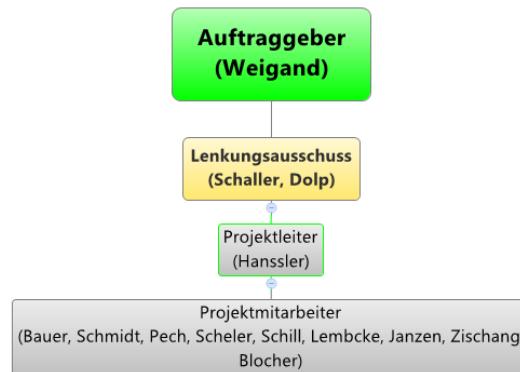 Auftraggeber
(Weigand)
Lenkungsausschuss
(Schaller, Dolp)
Projektleiter
(Hanssler)
Projektmitarbeiter
(Bauer, Schmidt, Pech, Scheler, Schill, Lembcke, Janzen, Zischang
Blocher)